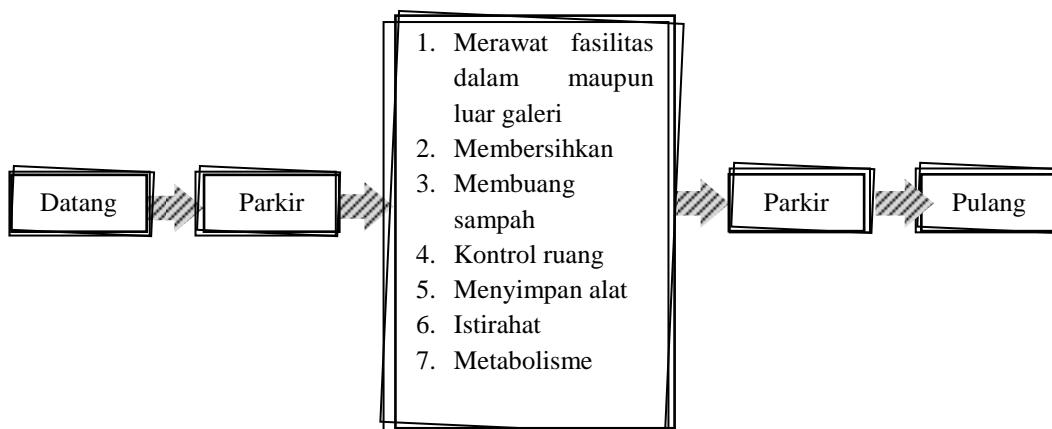 Datang
Parkir
1. Merawat fasilitas
dalam maupun
luar galeri
2. Membersihkan
3. Membuang
sampah
4. Kontrol ruang
5. Menyimpan alat
6. Istirahat
7. Metabolisme
Parkir
Pulang